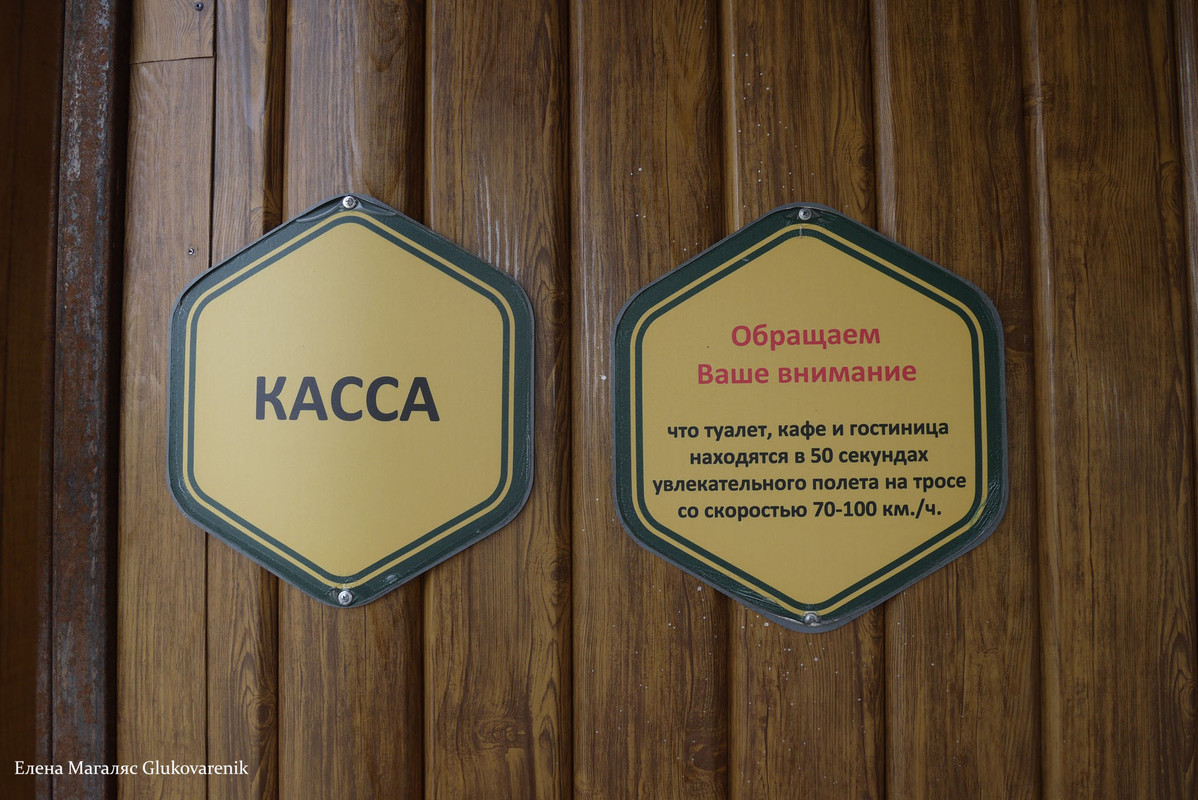 КАССА
Обращаем
Ваше внимание
что туалет, кафе и гостиница
находятся в 50 секундах
увлекательного полета на тросе
со скоростью 70-100 км./ч.
Елена Магаляс Glukovarenik